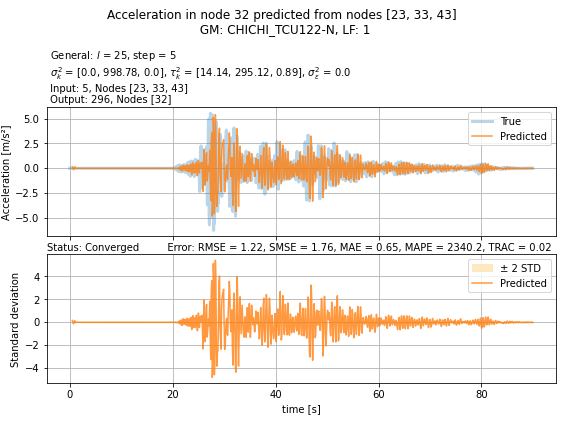 Acceleration in node 32 predicted from nodes [23, 33, 43]
GM: CHICHI_TCU122-N, LF: 1
General: l = 25, step = 5
σ²ₖ = [0.0, 998.78, 0.0], τ²ₖ = [14.14, 295.12, 0.89], σ²ε = 0.0
Input: 5, Nodes [23, 33, 43]
Output: 296, Nodes [32]
Acceleration [m/s²]
5.0
2.5
0.0
−2.5
−5.0
True
Predicted
Status: Converged Error: RMSE = 1.22, SMSE = 1.76, MAE = 0.65, MAPE = 2340.2, TRAC = 0.02
Standard deviation
4
2
0
−2
−4
± 2 STD
Predicted
0 20 40 60 80
time [s]